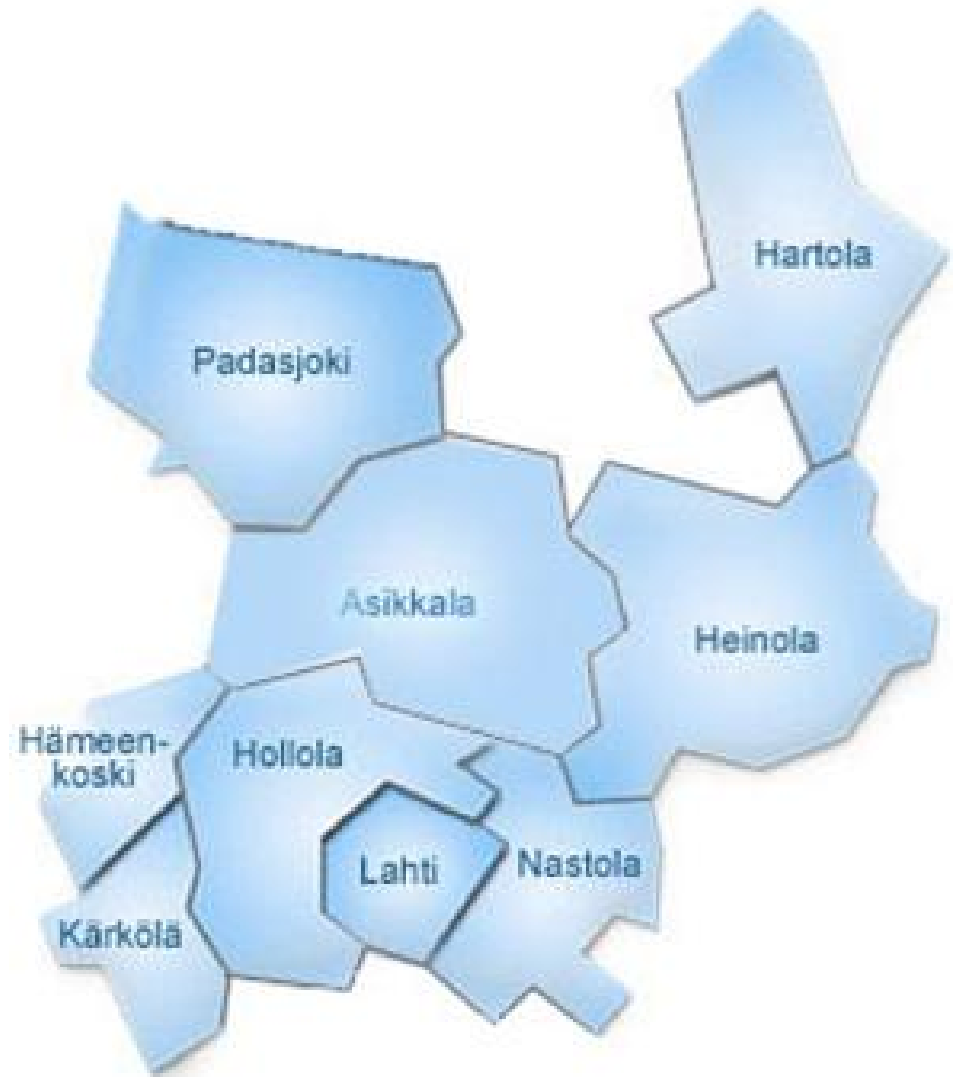 Hartola
Padasjoki
Asikkala
Heinola
Hämeen-
koski
Hollola
Lahti
Nastola
Kärkölä